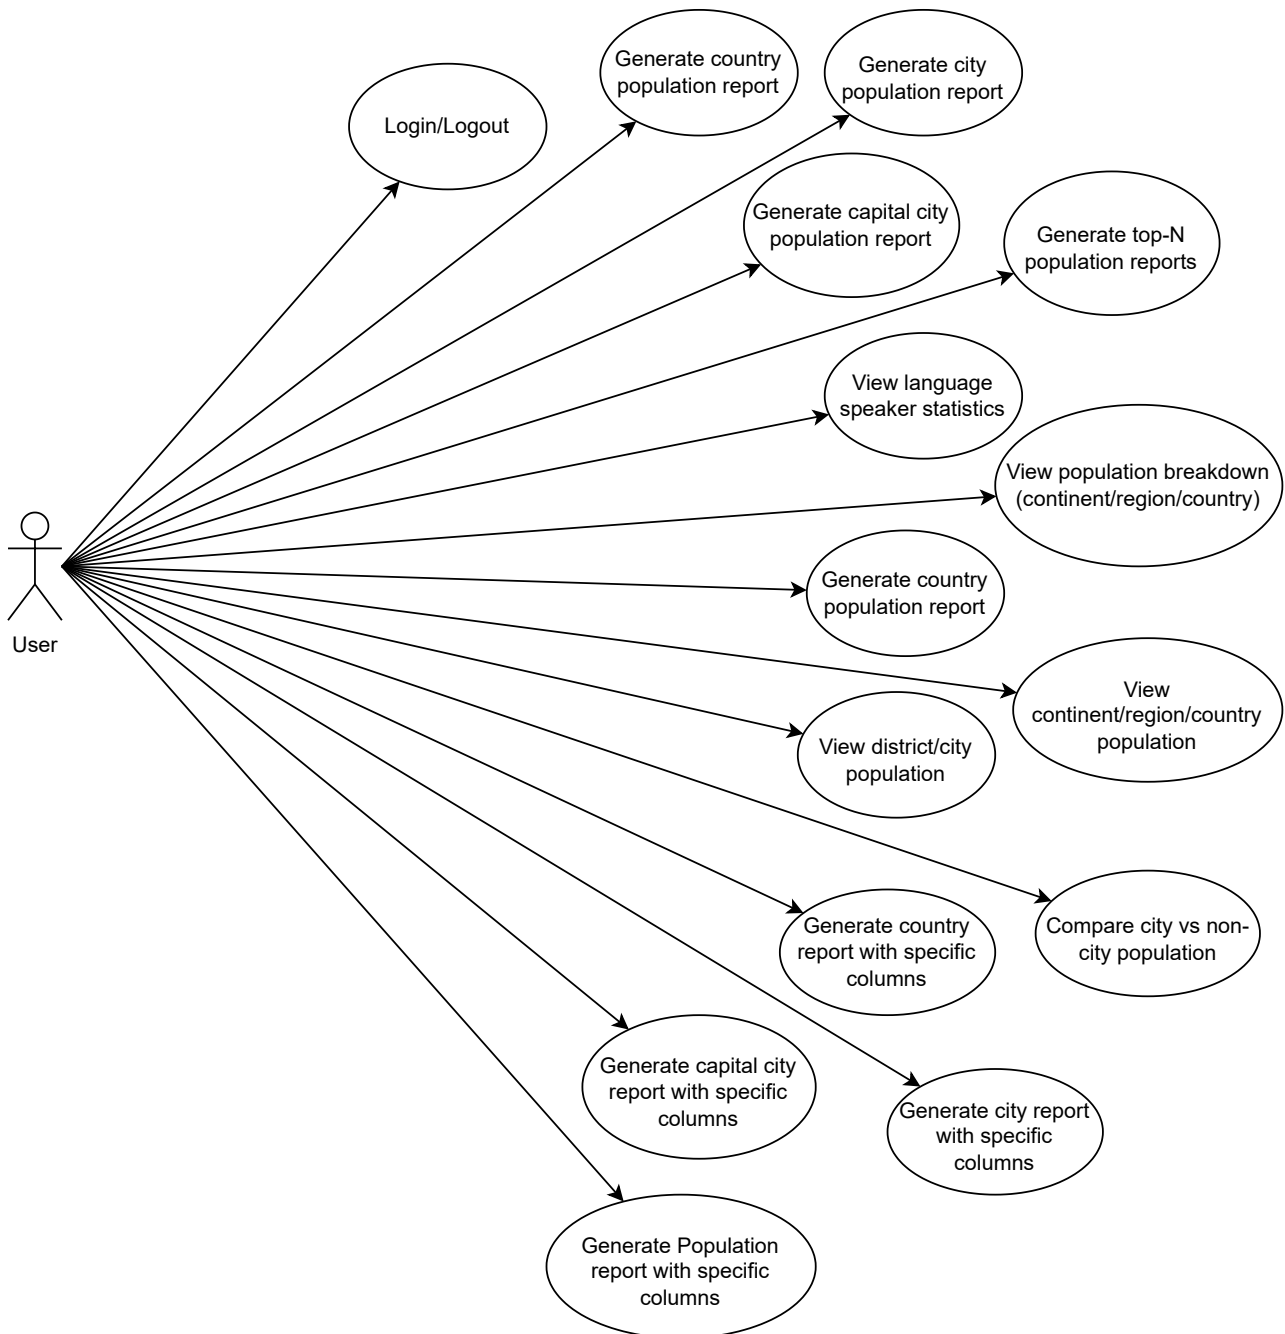 Generate country
population report
Generate city
population report
Login/Logout
Generate capital city
population report
Generate top-N
population reports
View language
speaker statistics
View population breakdown
(continent/region/country)
Generate country
population report
User
View
continent/region/country
population
View district/city
population
Generate country
report with specific
columns
Compare city vs non-
city population
Generate capital city
report with specific
columns
Generate city report
with specific
columns
Generate Population
report with specific
columns